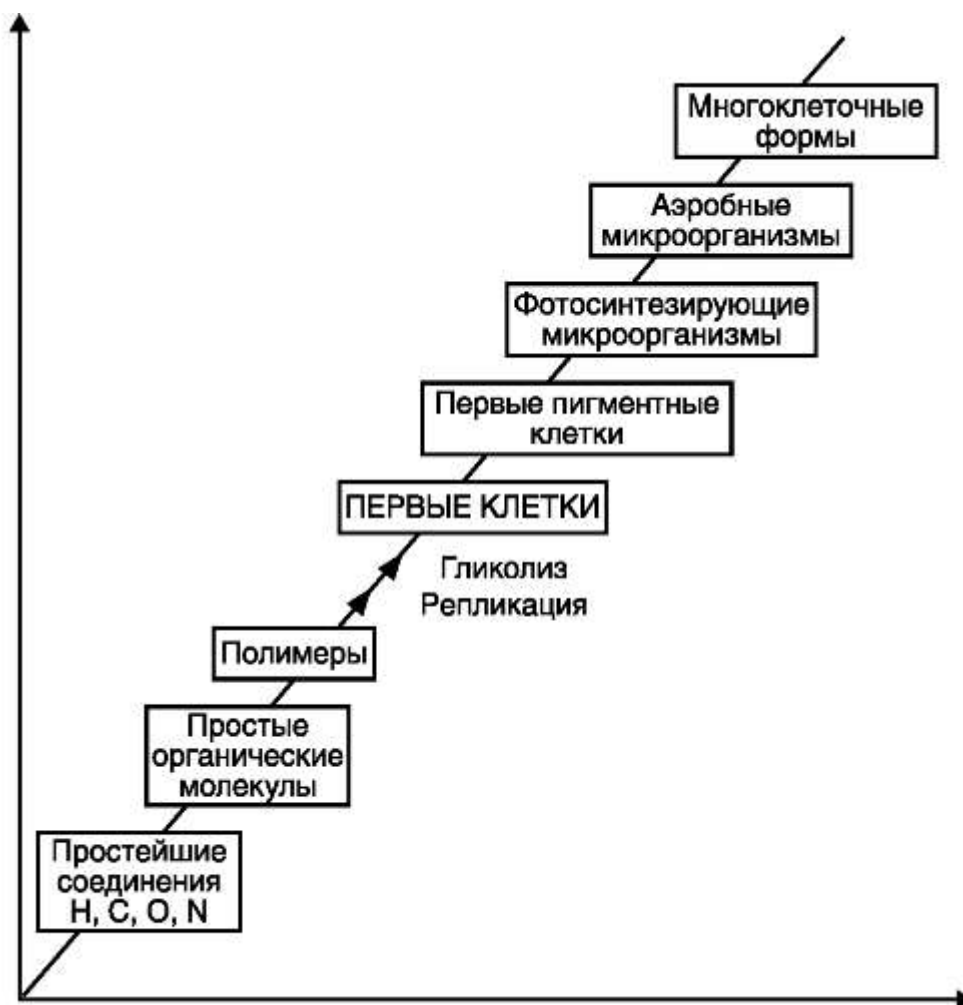 Многоклеточные
формы
Аэробные
микроорганизмы
Фотосинтезирующие
микроорганизмы
Первые пигментные
клетки
ПЕРВЫЕ КЛЕТКИ
Гликолиз
Репликация
Полимеры
Простые
органические
молекулы
Простейшие
соединения
H, C, O, N